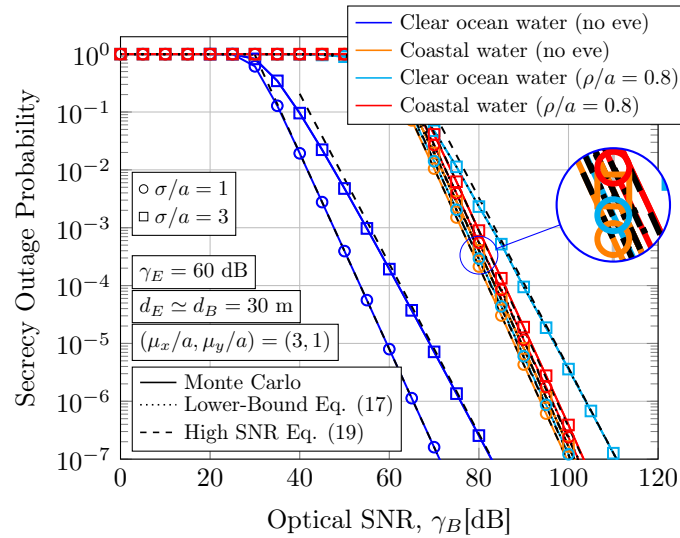 Clear ocean water (no eve)
Coastal water (no eve)
Clear ocean water (ρ/a = 0.8)
Coastal water (ρ/a = 0.8)
10^0
10^−1
10^−2
10^−3
10^−4
10^−5
10^−6
10^−7
Secrecy Outage Probability
σ/a = 1
σ/a = 3
γ_E = 60 dB
d_E ≃ d_B = 30 m
(μ_x/a, μ_y/a) = (3, 1)
Monte Carlo
Lower-Bound Eq. (17)
High SNR Eq. (19)
0 20 40 60 80 100 120
Optical SNR, γ_B[dB]